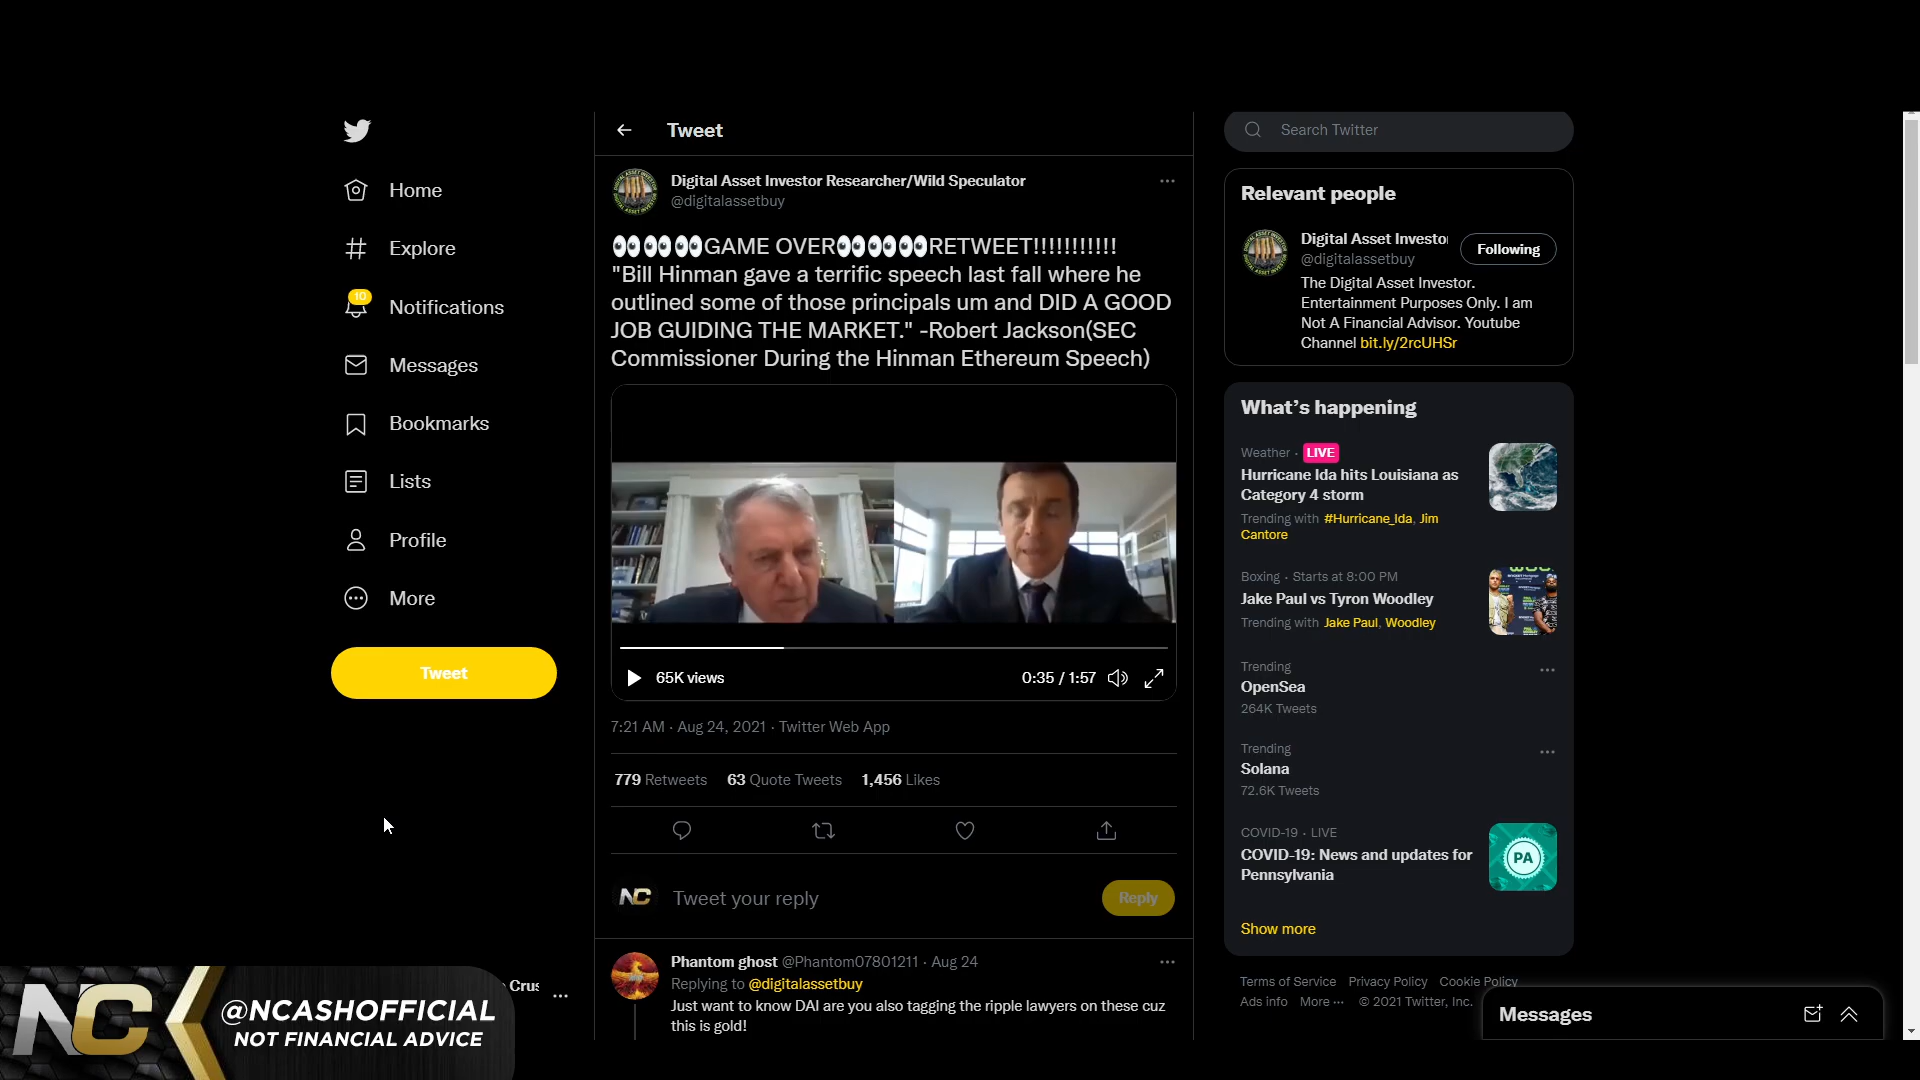 Home
Explore
10
Notifications
Messages
Bookmarks
Lists
Profile
More
Tweet
Tweet
Digital Asset Investor Researcher/Wild Speculator
@digitalassetbuy
👀👀👀GAME OVER👀👀👀RETWEET!!!!!!!!!!!
"Bill Hinman gave a terrific speech last fall where he
outlined some of those principals um and DID A GOOD
JOB GUIDING THE MARKET." -Robert Jackson(SEC
Commissioner During the Hinman Ethereum Speech)
65K views
0:35 / 1:57
7:21 AM · Aug 24, 2021 · Twitter Web App
779 Retweets 63 Quote Tweets 1,456 Likes
NC Tweet your reply
Reply
Phantom ghost @Phantom07801211 · Aug 24
Replying to @digitalassetbuy
Just want to know DAI are you also tagging the ripple lawyers on these cuz
this is gold!
Search Twitter
Relevant people
Digital Asset Investo
@digitalassetbuy
Following
The Digital Asset Investor.
Entertainment Purposes Only. I am
Not A Financial Advisor. Youtube
Channel bit.ly/2rcUHSr
What's happening
Weather · LIVE
Hurricane Ida hits Louisiana as
Category 4 storm
Trending with #Hurricane_Ida, Jim
Cantore
Boxing · Starts at 8:00 PM
Jake Paul vs Tyron Woodley
Trending with Jake Paul, Woodley
Trending
OpenSea
264K Tweets
Trending
Solana
72.6K Tweets
COVID-19 · LIVE
COVID-19: News and updates for
Pennsylvania
PA
Show more
Terms of Service Privacy Policy Cookie Policy
Ads info More ··· © 2021 Twitter, Inc.
Messages
Crus
NC
@NCASHOFFICIAL
NOT FINANCIAL ADVICE